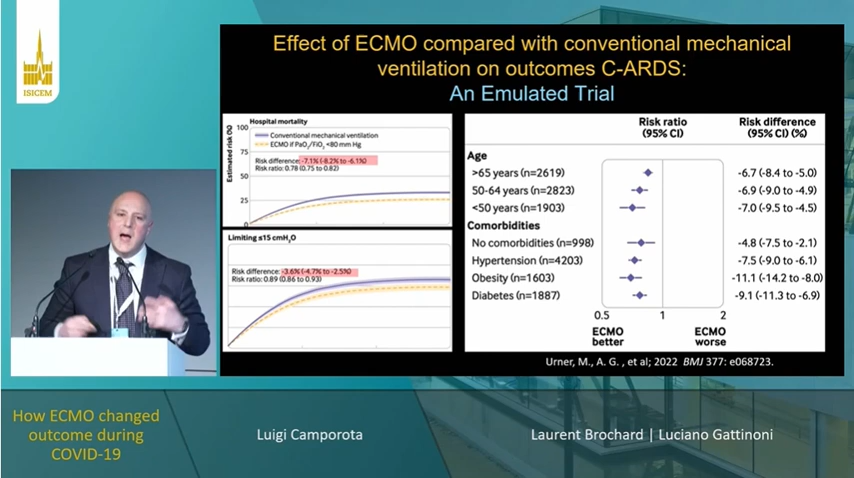 ISICEM
Effect of ECMO compared with conventional mechanical
ventilation on outcomes C-ARDS:
An Emulated Trial
Hospital mortality
Estimated risk (%)
100
75
50
25
0
Conventional mechanical ventilation
ECMO if PaO₂/FiO₂ <80 mm Hg
Risk difference: -7.1% (-8.2% to -6.1%)
Risk ratio: 0.78 (0.75 to 0.82)
Limiting ≤15 cmH₂O
Risk difference: -3.6% (-4.7% to -2.5%)
Risk ratio: 0.89 (0.86 to 0.93)
Risk ratio
(95% CI)
Risk difference
(95% CI) (%)
Age
>65 years (n=2619) -6.7 (-8.4 to -5.0)
50-64 years (n=2823) -6.9 (-9.0 to -4.9)
<50 years (n=1903) -7.0 (-9.5 to -4.5)
Comorbidities
No comorbidities (n=998) -4.8 (-7.5 to -2.1)
Hypertension (n=4203) -7.5 (-9.0 to -6.1)
Obesity (n=1603) -11.1 (-14.2 to -8.0)
Diabetes (n=1887) -9.1 (-11.3 to -6.9)
0.5 1 2
ECMO
better
ECMO
worse
Urner, M., A. G. , et al; 2022 BMJ 377: e068723.
How ECMO changed
outcome during
COVID-19
Luigi Camporota
Laurent Brochard | Luciano Gattinoni